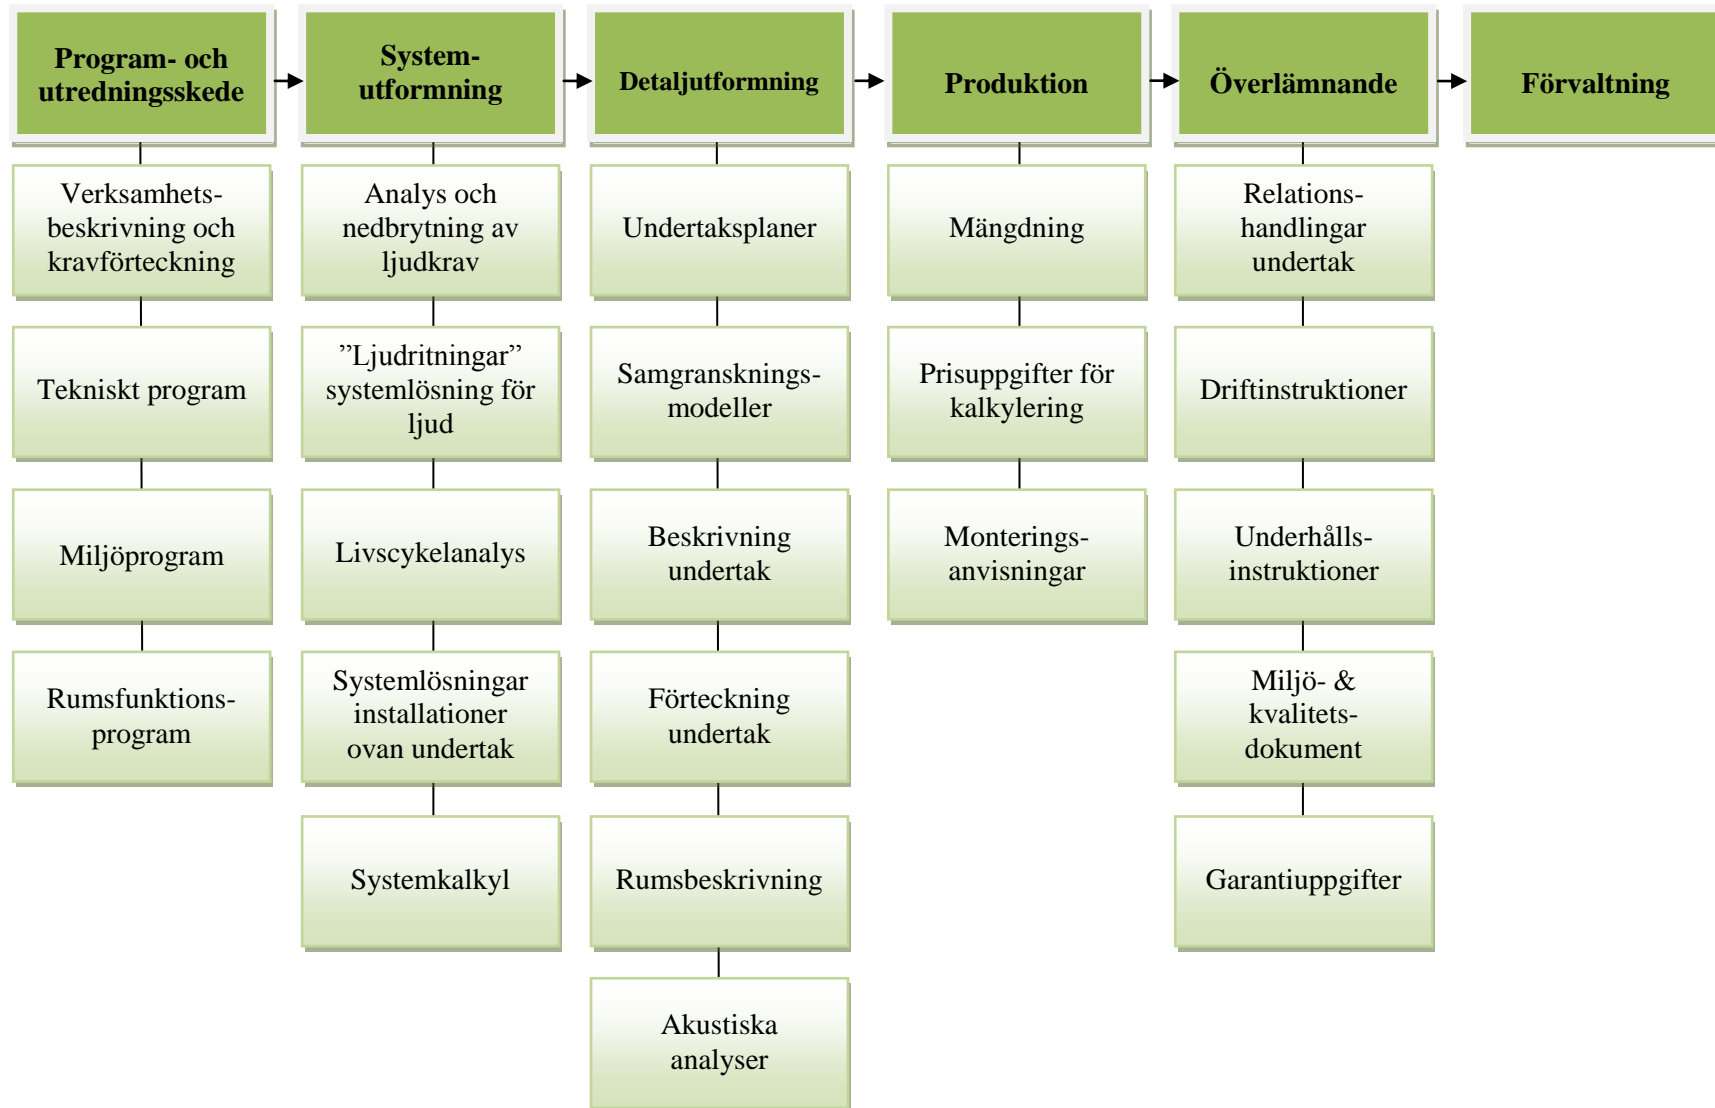 Program- och
utredningsskede
System-
utformning
Detaljutformning
Produktion
Överlämnande
Förvaltning
Verksamhets-
beskrivning och
kravförteckning
Tekniskt program
Miljöprogram
Rumsfunktions-
program
Analys och
nedbrytning av
ljudkrav
”Ljudritningar”
systemlösning för
ljud
Livscykelanalys
Systemlösningar
installationer
ovan undertak
Systemkalkyl
Undertaksplaner
Samgransknings-
modeller
Beskrivning
undertak
Förteckning
undertak
Rumsbeskrivning
Akustiska
analyser
Mängdning
Prisuppgifter för
kalkylering
Monterings-
anvisningar
Relations-
handlingar
undertak
Driftinstruktioner
Underhålls-
instruktioner
Miljö- &
kvalitets-
dokument
Garantiuppgifter